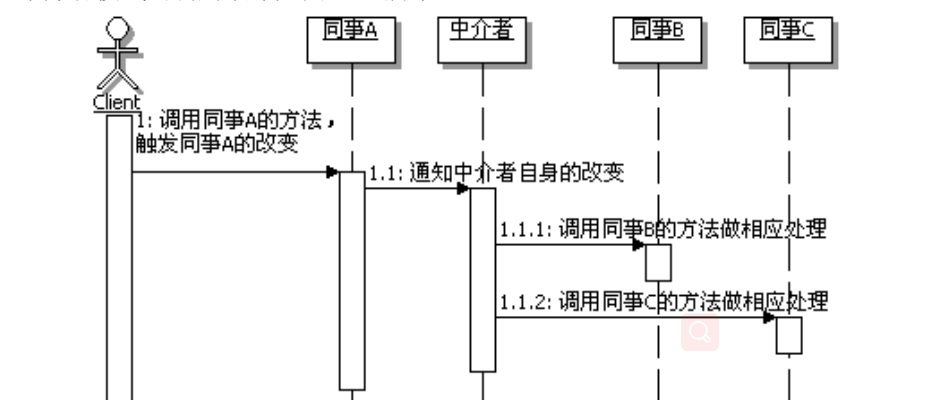 同事A
中介者
同事B
同事C
Client
1: 调用同事A的方法，
触发同事A的改变
1.1: 通知中介者自身的改变
1.1.1: 调用同事B的方法做相应处理
1.1.2: 调用同事C的方法做相应处理